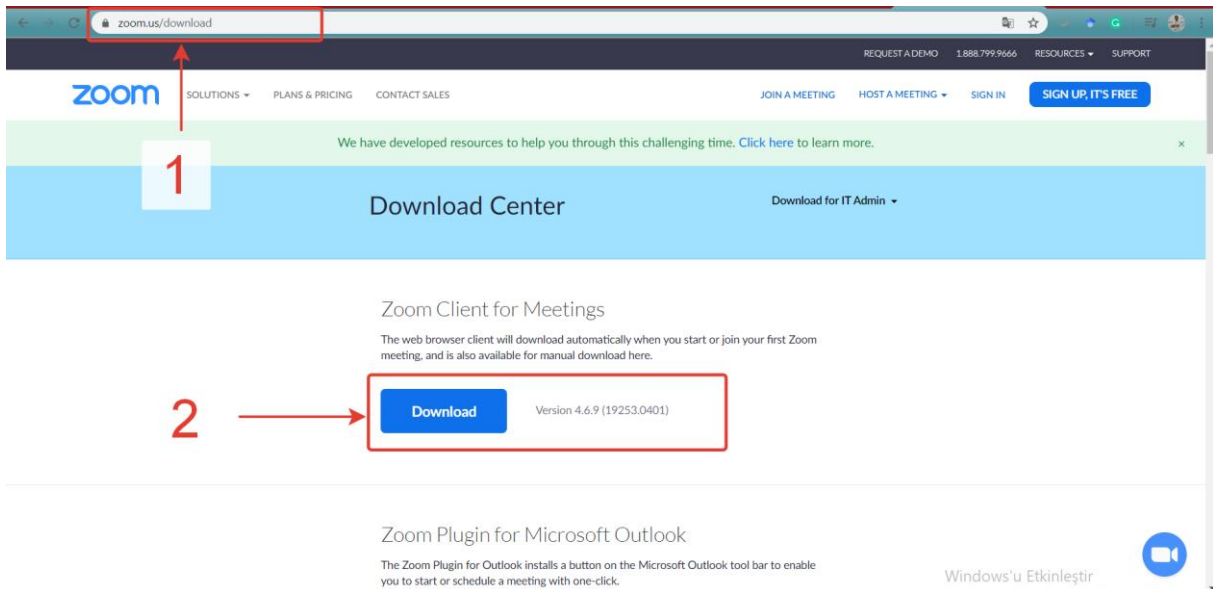 zoom.us/download
REQUEST A DEMO 1.888.799.9666 RESOURCES SUPPORT
zoom SOLUTIONS PLANS & PRICING CONTACT SALES JOIN A MEETING HOST A MEETING SIGN IN SIGN UP, IT'S FREE
We have developed resources to help you through this challenging time. Click here to learn more. ×
1
Download Center Download for IT Admin
Zoom Client for Meetings
The web browser client will download automatically when you start or join your first Zoom
meeting, and is also available for manual download here.
2 Download Version 4.6.9 (19253.0401)
Zoom Plugin for Microsoft Outlook
The Zoom Plugin for Outlook installs a button on the Microsoft Outlook tool bar to enable
you to start or schedule a meeting with one-click.
Windows'u Etkinleştir